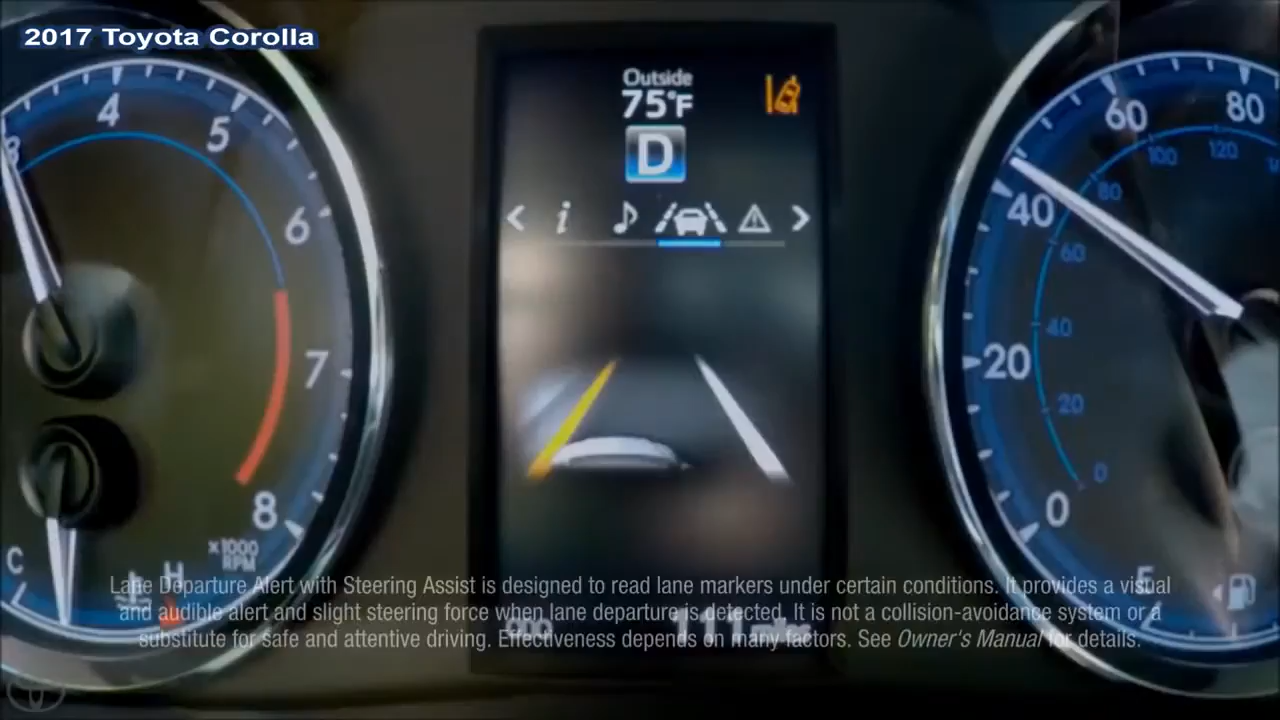 2017 Toyota Corolla
Outside
75°F
D
i
3
4
5
6
7
8
x1000
RPM
C
H
0
20
40
60
80
0
20
40
60
80
100
120
Lane Departure Alert with Steering Assist is designed to read lane markers under certain conditions. It provides a visual
and audible alert and slight steering force when lane departure is detected. It is not a collision-avoidance system or a
substitute for safe and attentive driving. Effectiveness depends on many factors. See Owner's Manual for details.